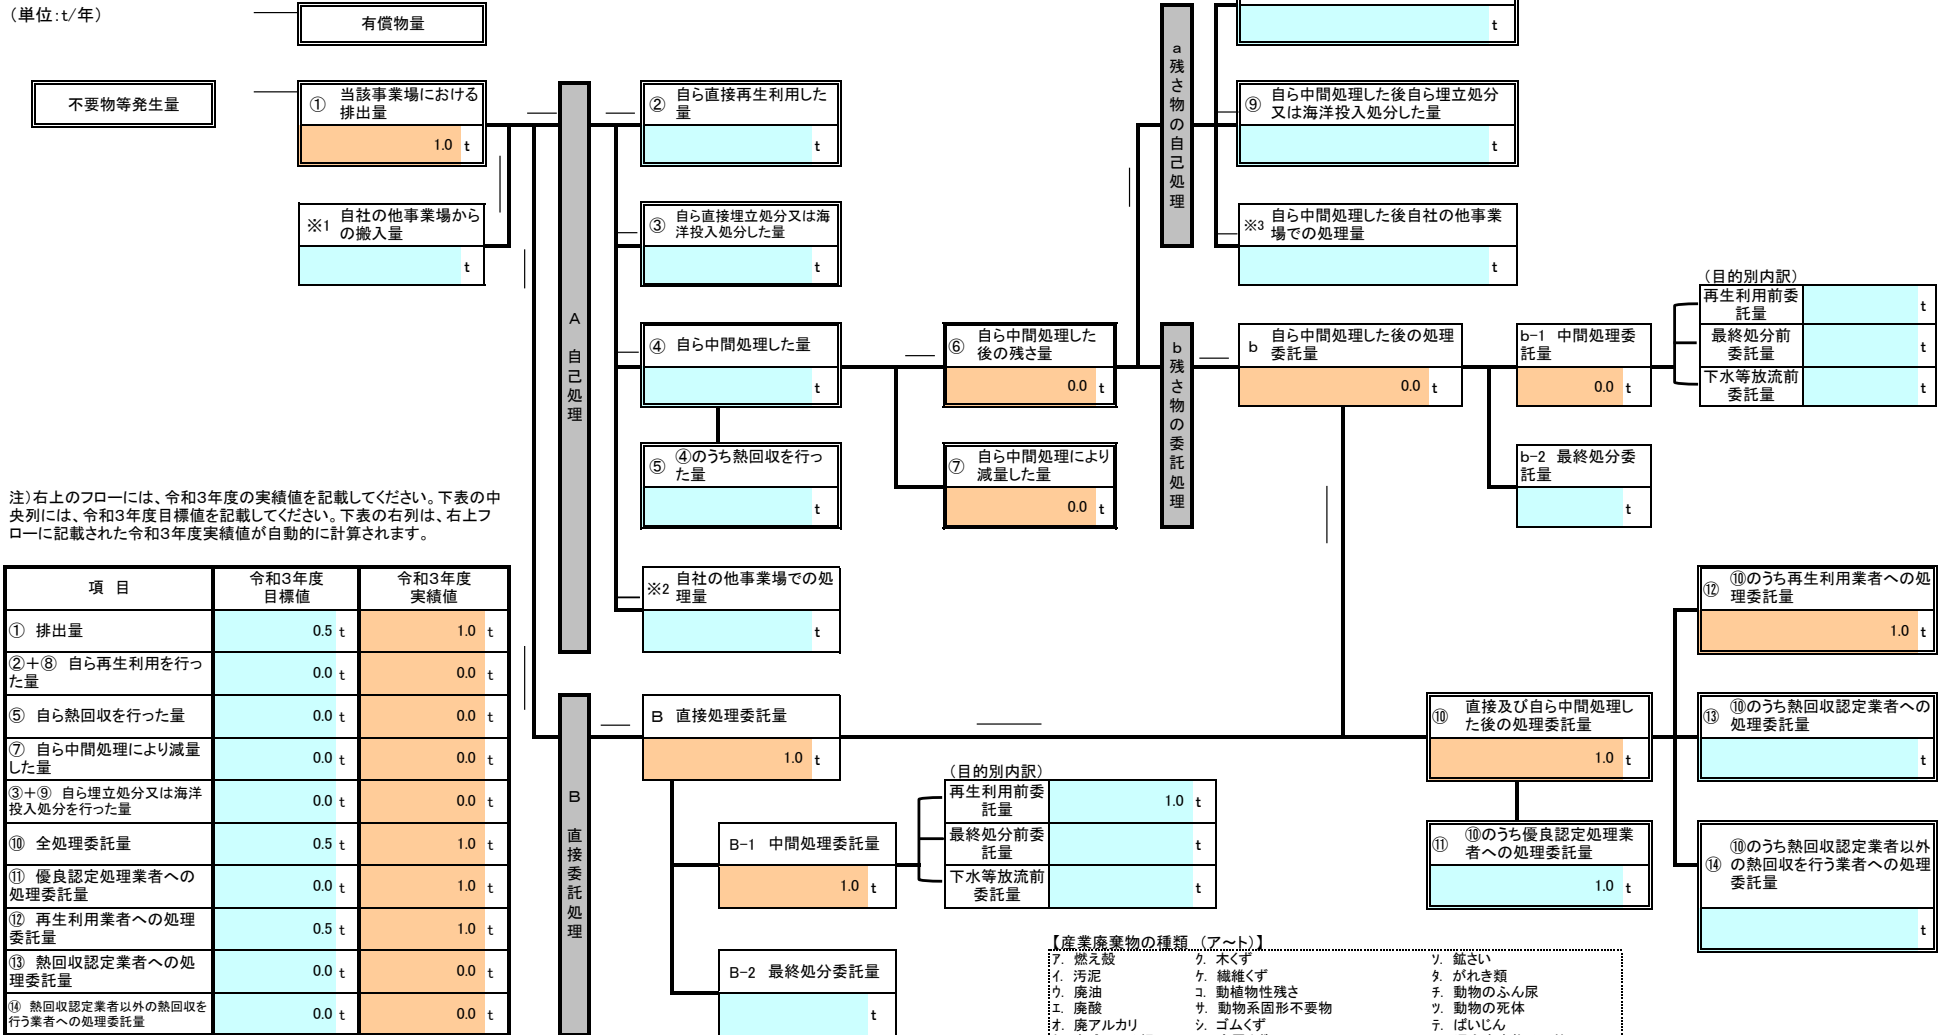 (単位:t/年)
有償物量
t
不要物等発生量
① 当該事業場における
排出量
1.0 t
② 自ら直接再生利用した
量
t
a 残さ物の自己処理
⑨ 自ら中間処理した後自ら埋立処分
又は海洋投入処分した量
t
※1 自社の他事業場から
の搬入量
t
③ 自ら直接埋立処分又は海
洋投入処分した量
t
※3 自ら中間処理した後自社の他事業
場での処理量
t
A 自己処理
④ 自ら中間処理した量
t
⑥ 自ら中間処理した
後の残さ量
0.0 t
b 残さ物の委託処理
b 自ら中間処理した後の処理
委託量
0.0 t
b-1 中間処理委
託量
0.0 t
(目的別内訳)
再生利用前委
託量
t
最終処分前
委託量
t
下水等放流前
委託量
t
⑤ ④のうち熱回収を行っ
た量
t
⑦ 自ら中間処理により
減量した量
0.0 t
b-2 最終処分委
託量
t
注)右上のフローには、令和3年度の実績値を記載してください。下表の中
央列には、令和3年度目標値を記載してください。下表の右列は、右上フ
ローに記載された令和3年度実績値が自動的に計算されます。
※2 自社の他事業場での処
理量
t
項 目
令和3年度
目標値
令和3年度
実績値
① 排出量
0.5 t 1.0 t
②+⑧ 自ら再生利用を行っ
た量
0.0 t 0.0 t
⑤ 自ら熱回収を行った量
0.0 t 0.0 t
⑦ 自ら中間処理により減量
した量
0.0 t 0.0 t
③+⑨ 自ら埋立処分又は海洋
投入処分を行った量
0.0 t 0.0 t
⑩ 全処理委託量
0.5 t 1.0 t
⑪ 優良認定処理業者への
処理委託量
0.0 t 1.0 t
⑫ 再生利用業者への処理
委託量
0.5 t 1.0 t
⑬ 熱回収認定業者への処
理委託量
0.0 t 0.0 t
⑭ 熱回収認定業者以外の熱回収を
行う業者への処理委託量
0.0 t 0.0 t
B 直接委託処理
B 直接処理委託量
1.0 t
B-1 中間処理委託量
1.0 t
(目的別内訳)
再生利用前委
託量
1.0 t
最終処分前委
託量
t
下水等放流前
委託量
t
B-2 最終処分委託量
t
⑩ 直接及び自ら中間処理し
た後の処理委託量
1.0 t
⑪ ⑩のうち優良認定処理業
者への処理委託量
1.0 t
⑫ ⑩のうち再生利用業者への処
理委託量
1.0 t
⑬ ⑩のうち熱回収認定業者への
処理委託量
t
⑭ ⑩のうち熱回収認定業者以外
の熱回収を行う業者への処理
委託量
t
【産業廃棄物の種類 (ア~ト)】
ア. 燃え殻 ク. 木くず ソ. 鉱さい
イ. 汚泥 ケ. 繊維くず タ. がれき類
ウ. 廃油 コ. 動植物性残さ チ. 動物のふん尿
エ. 廃酸 サ. 動物系固形不要物 ツ. 動物の死体
オ. 廃アルカリ シ. ゴムくず テ. ばいじん